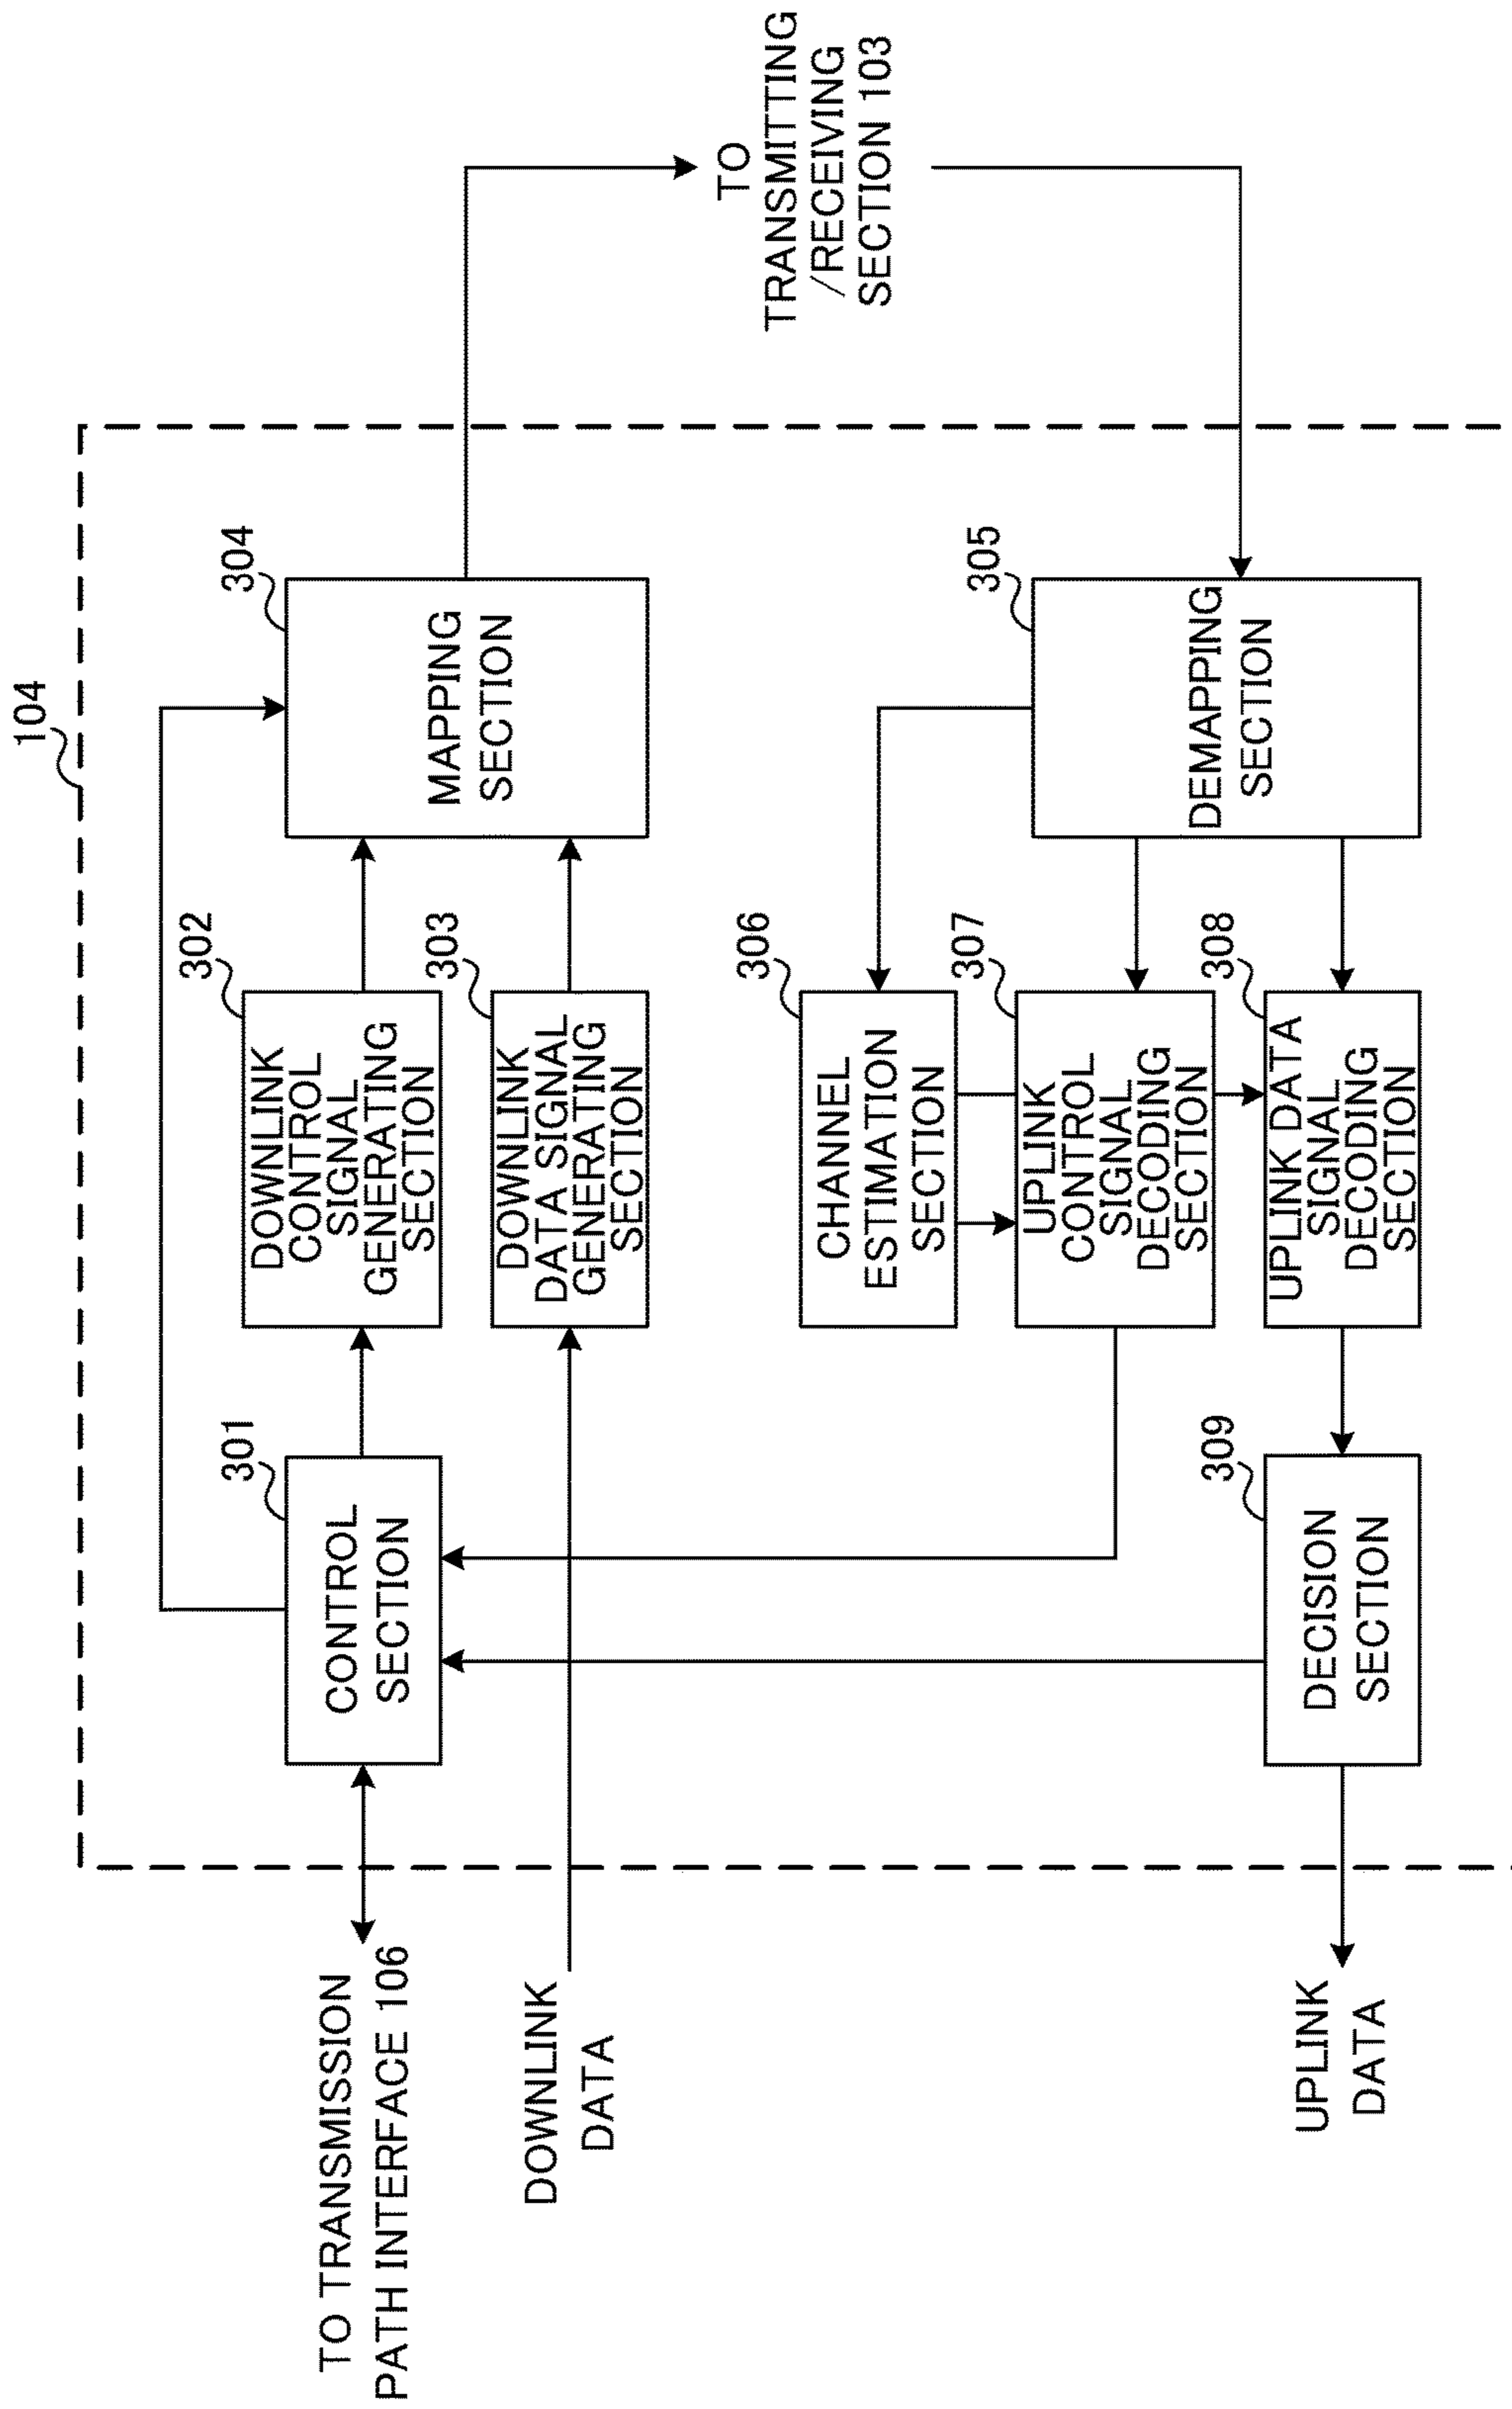 104
TO TRANSMISSION
PATH INTERFACE 106
301
CONTROL
SECTION
302
DOWNLINK
CONTROL
SIGNAL
GENERATING
SECTION
304
MAPPING
SECTION
DOWNLINK
DATA
303
DOWNLINK
DATA SIGNAL
GENERATING
SECTION
TO
TRANSMITTING
/RECEIVING
SECTION 103
306
CHANNEL
ESTIMATION
SECTION
305
DEMAPPING
SECTION
307
UPLINK
CONTROL
SIGNAL
DECODING
SECTION
308
UPLINK DATA
SIGNAL
DECODING
SECTION
309
DECISION
SECTION
UPLINK
DATA